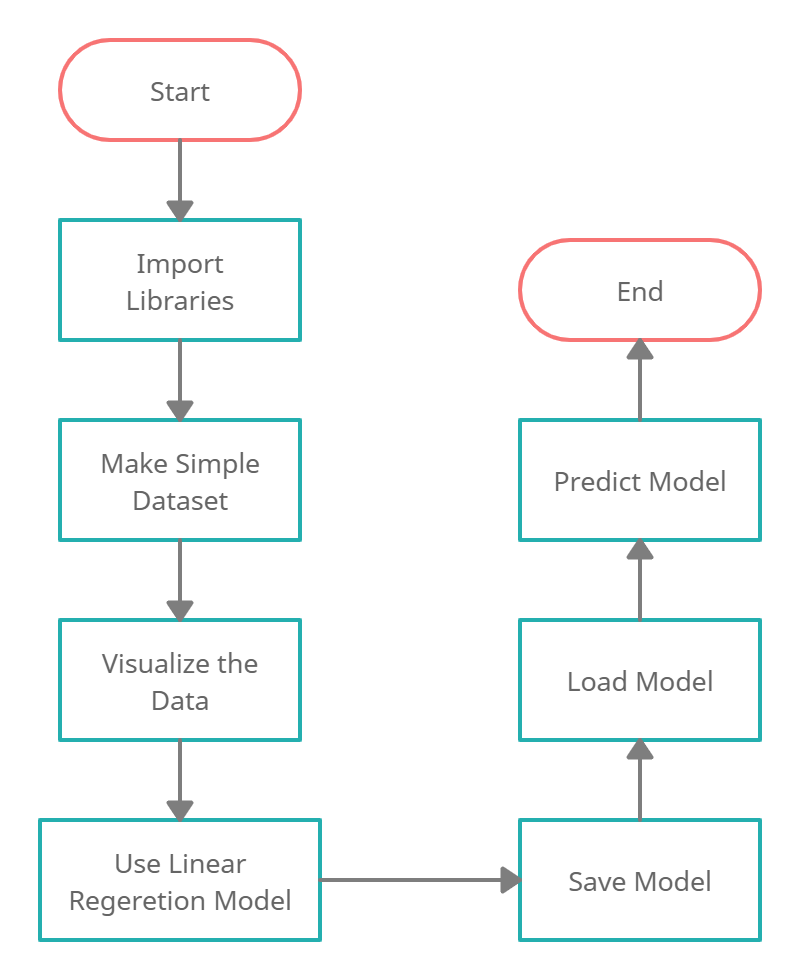 Start
Import
Libraries
Make Simple
Dataset
Visualize the
Data
Use Linear
Regeretion Model
Save Model
Load Model
Predict Model
End